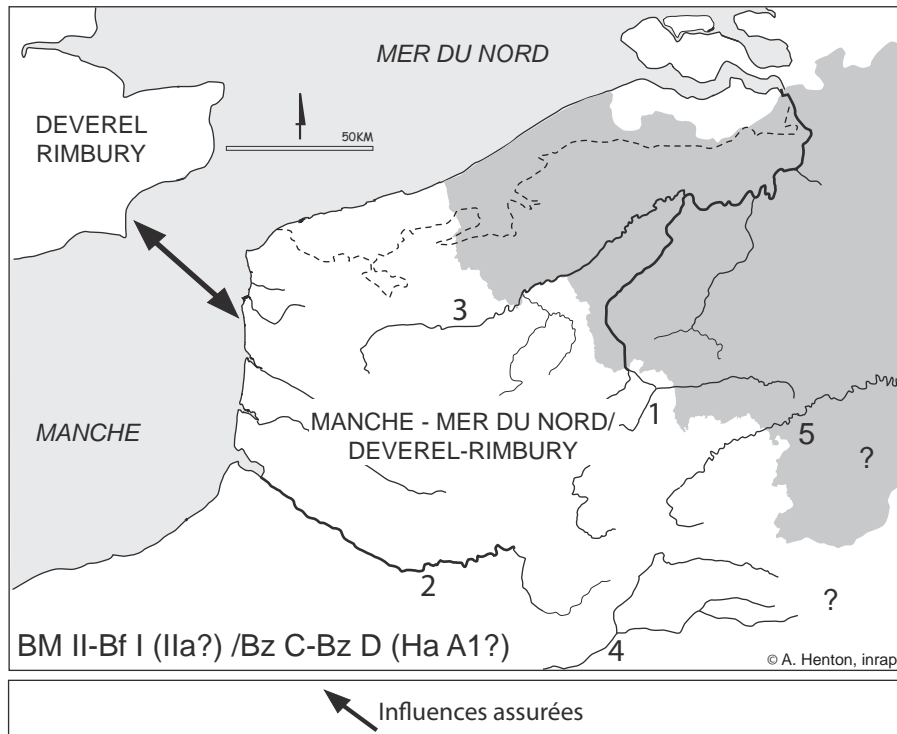 MER DU NORD
DEVEREL
RIMBURY
50KM
3
MANCHE - MER DU NORD/
DEVEREL-RIMBURY
1
MANCHE
5
?
2
?
BM II-Bf I (IIa?) /Bz C-Bz D (Ha A1?)
4
© A. Henton, inrap
Influences assurées